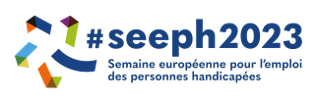 #seeph2023
Semaine européenne pour l'emploi
des personnes handicapées